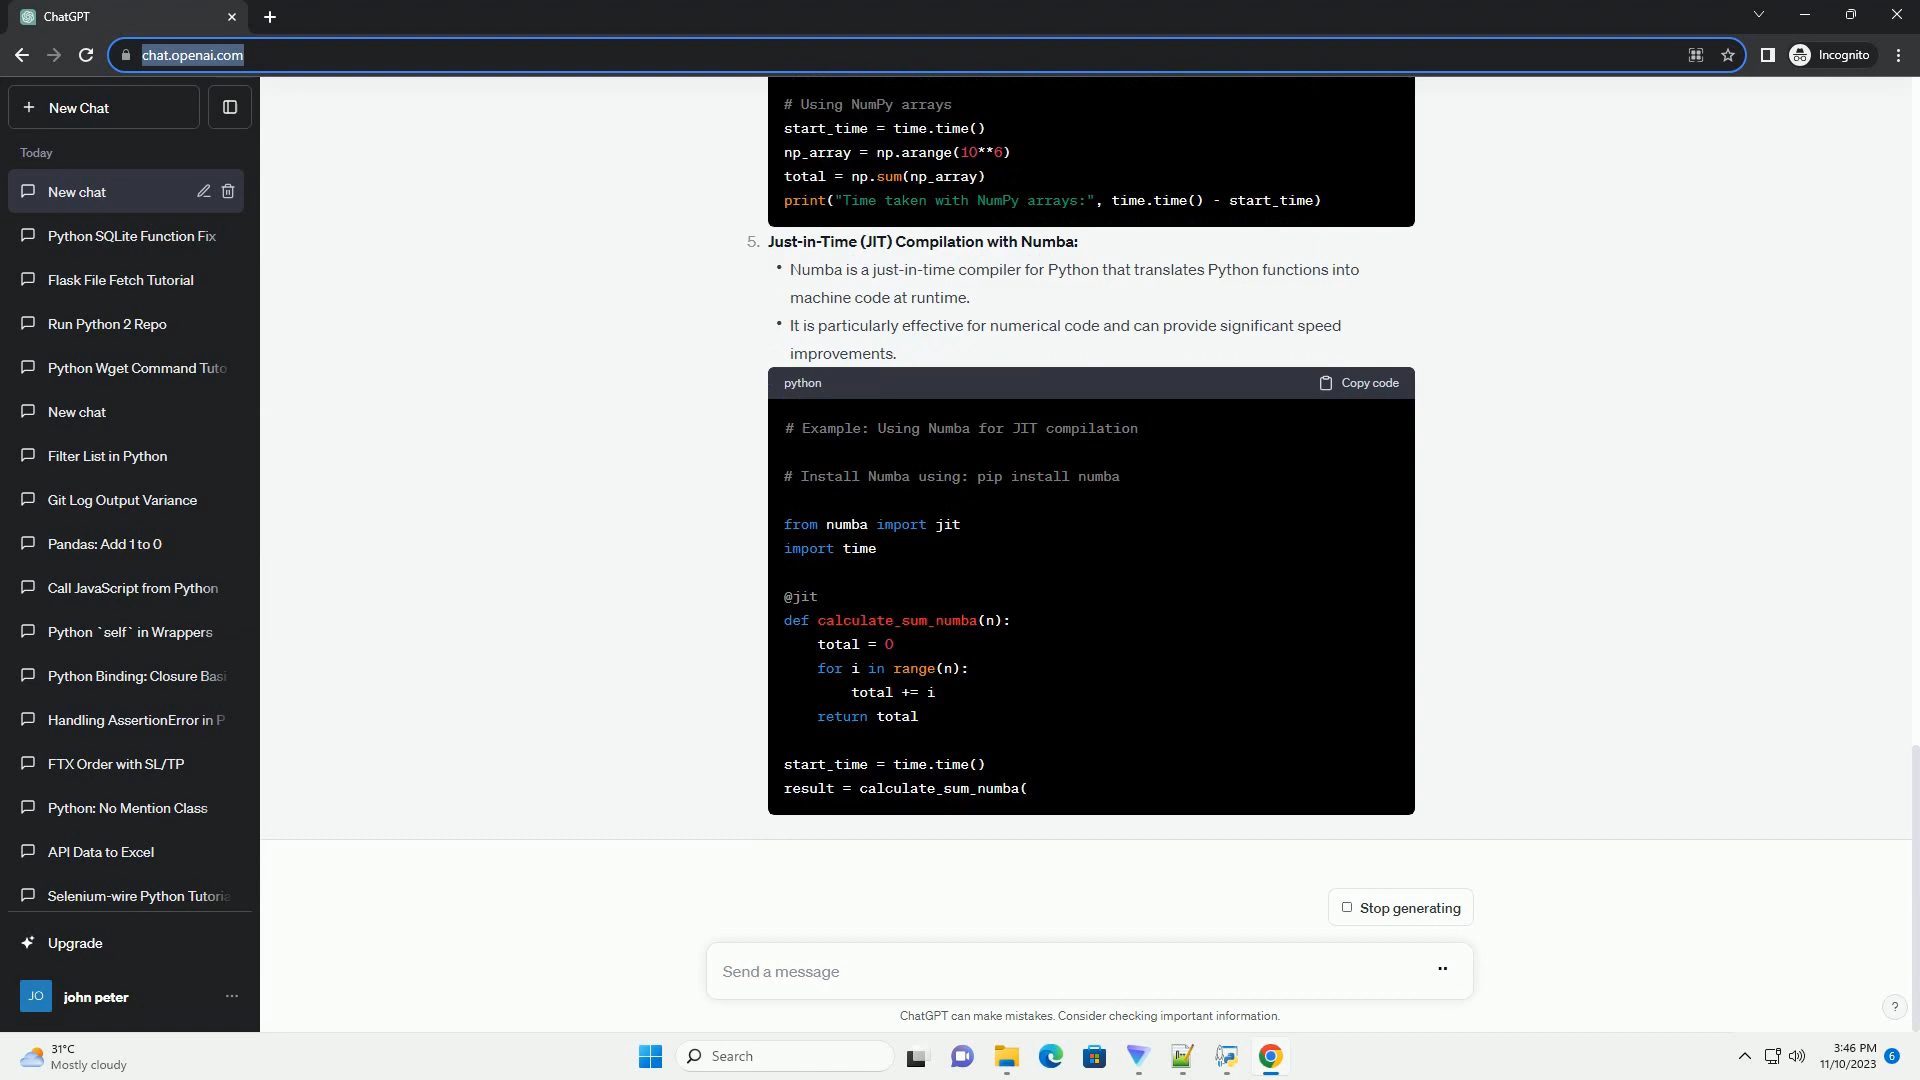 ChatGPT
chat.openai.com
Incognito
New Chat
Today
New chat
Python SQLite Function Fix
Flask File Fetch Tutorial
Run Python 2 Repo
Python Wget Command Tuto
New chat
Filter List in Python
Git Log Output Variance
Pandas: Add 1 to 0
Call JavaScript from Python
Python `self` in Wrappers
Python Binding: Closure Basi
Handling AssertionError in P
FTX Order with SL/TP
Python: No Mention Class
API Data to Excel
Selenium-wire Python Tutoria
Upgrade
JO
john peter
# Using NumPy arrays
start_time = time.time()
np_array = np.arange(10**6)
total = np.sum(np_array)
print("Time taken with NumPy arrays:", time.time() - start_time)
5. Just-in-Time (JIT) Compilation with Numba:
• Numba is a just-in-time compiler for Python that translates Python functions into
machine code at runtime.
• It is particularly effective for numerical code and can provide significant speed
improvements.
python
Copy code
# Example: Using Numba for JIT compilation
# Install Numba using: pip install numba
from numba import jit
import time
@jit
def calculate_sum_numba(n):
total = 0
for i in range(n):
total += i
return total
start_time = time.time()
result = calculate_sum_numba(
Stop generating
Send a message
ChatGPT can make mistakes. Consider checking important information.
?
31°C
Mostly cloudy
Search
3:46 PM
11/10/2023
6